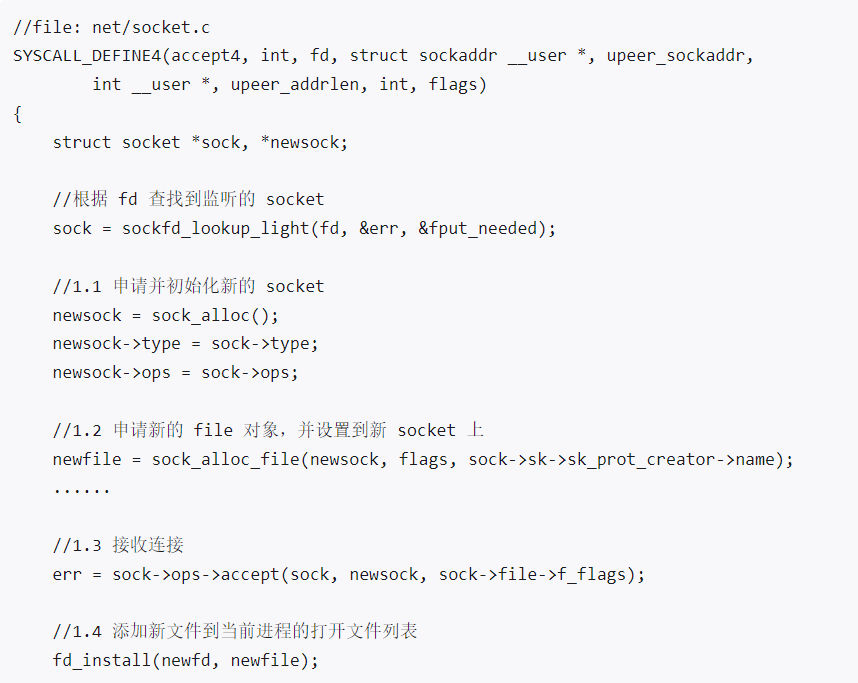 //file: net/socket.c
SYSCALL_DEFINE4(accept4, int, fd, struct sockaddr __user *, upeer_sockaddr,
        int __user *, upeer_addrlen, int, flags)
{
    struct socket *sock, *newsock;

    //根据 fd 查找到监听的 socket
    sock = sockfd_lookup_light(fd, &err, &fput_needed);

    //1.1 申请并初始化新的 socket
    newsock = sock_alloc();
    newsock->type = sock->type;
    newsock->ops = sock->ops;

    //1.2 申请新的 file 对象，并设置到新 socket 上
    newfile = sock_alloc_file(newsock, flags, sock->sk->sk_prot_creator->name);
    ......

    //1.3 接收连接
    err = sock->ops->accept(sock, newsock, sock->file->f_flags);

    //1.4 添加新文件到当前进程的打开文件列表
    fd_install(newfd, newfile);